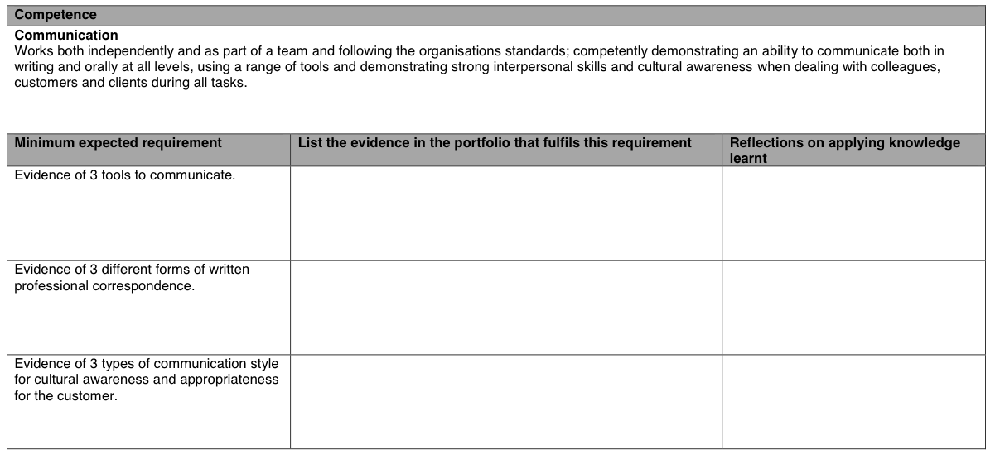 Competence
Communication
Works both independently and as part of a team and following the organisations standards; competently demonstrating an ability to communicate both in
writing and orally at all levels, using a range of tools and demonstrating strong interpersonal skills and cultural awareness when dealing with colleagues,
customers and clients during all tasks.
Minimum expected requirement
List the evidence in the portfolio that fulfils this requirement
Reflections on applying knowledge
learnt
Evidence of 3 tools to communicate.
Evidence of 3 different forms of written
professional correspondence.
Evidence of 3 types of communication style
for cultural awareness and appropriateness
for the customer.